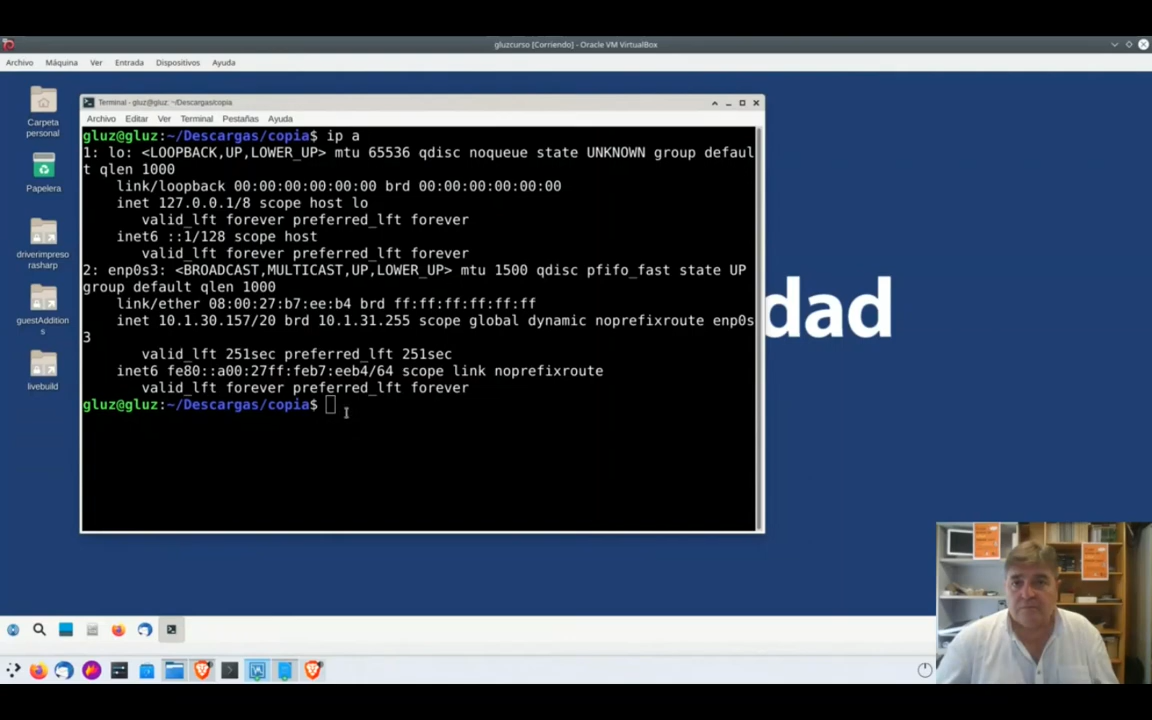 gluzcurso [Corriendo] - Oracle VM VirtualBox
Archivo Máquina Ver Entrada Dispositivos Ayuda
Terminal - gluz@gluz: ~/Descargas/copia
Archivo Editar Ver Terminal Pestañas Ayuda
gluz@gluz:~/Descargas/copia$ ip a
1: lo: <LOOPBACK,UP,LOWER_UP> mtu 65536 qdisc noqueue state UNKNOWN group defaul
t qlen 1000
link/loopback 00:00:00:00:00:00 brd 00:00:00:00:00:00
inet 127.0.0.1/8 scope host lo
valid_lft forever preferred_lft forever
inet6 ::1/128 scope host
valid_lft forever preferred_lft forever
2: enp0s3: <BROADCAST,MULTICAST,UP,LOWER_UP> mtu 1500 qdisc pfifo_fast state UP
group default qlen 1000
link/ether 08:00:27:b7:ee:b4 brd ff:ff:ff:ff:ff:ff
inet 10.1.30.157/20 brd 10.1.31.255 scope global dynamic noprefixroute enp0s
3
valid_lft 251sec preferred_lft 251sec
inet6 fe80::a00:27ff:feb7:eeb4/64 scope link noprefixroute
valid_lft forever preferred_lft forever
gluz@gluz:~/Descargas/copia$
Carpeta
personal
Papelera
driverimpreso
rasharp
guestAddition
s
livebuild
dad